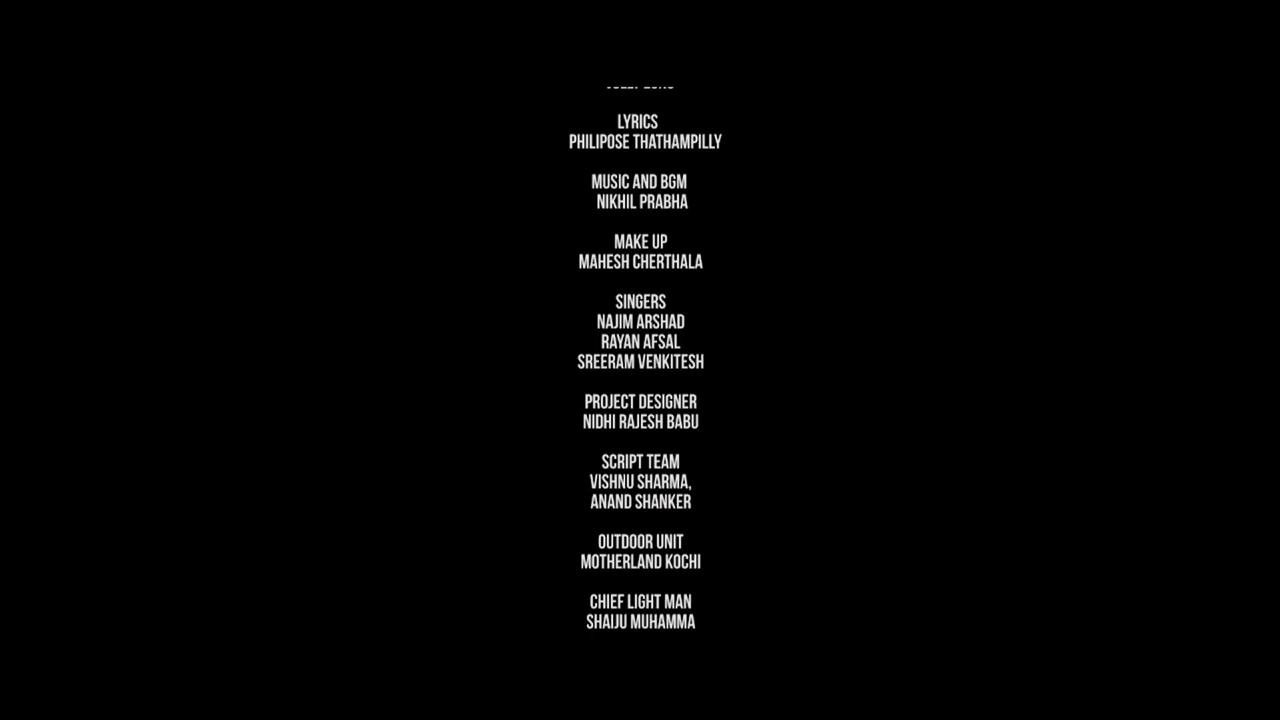 LYRICS
PHILIPOSE THATHAMPILLY
MUSIC AND BGM
NIKHIL PRABHA
MAKE UP
MAHESH CHERTHALA
SINGERS
NAJIM ARSHAD
RAYAN AFSAL
SREERAM VENKITESH
PROJECT DESIGNER
NIDHI RAJESH BABU
SCRIPT TEAM
VISHNU SHARMA,
ANAND SHANKER
OUTDOOR UNIT
MOTHERLAND KOCHI
CHIEF LIGHT MAN
SHAIJU MUHAMMA